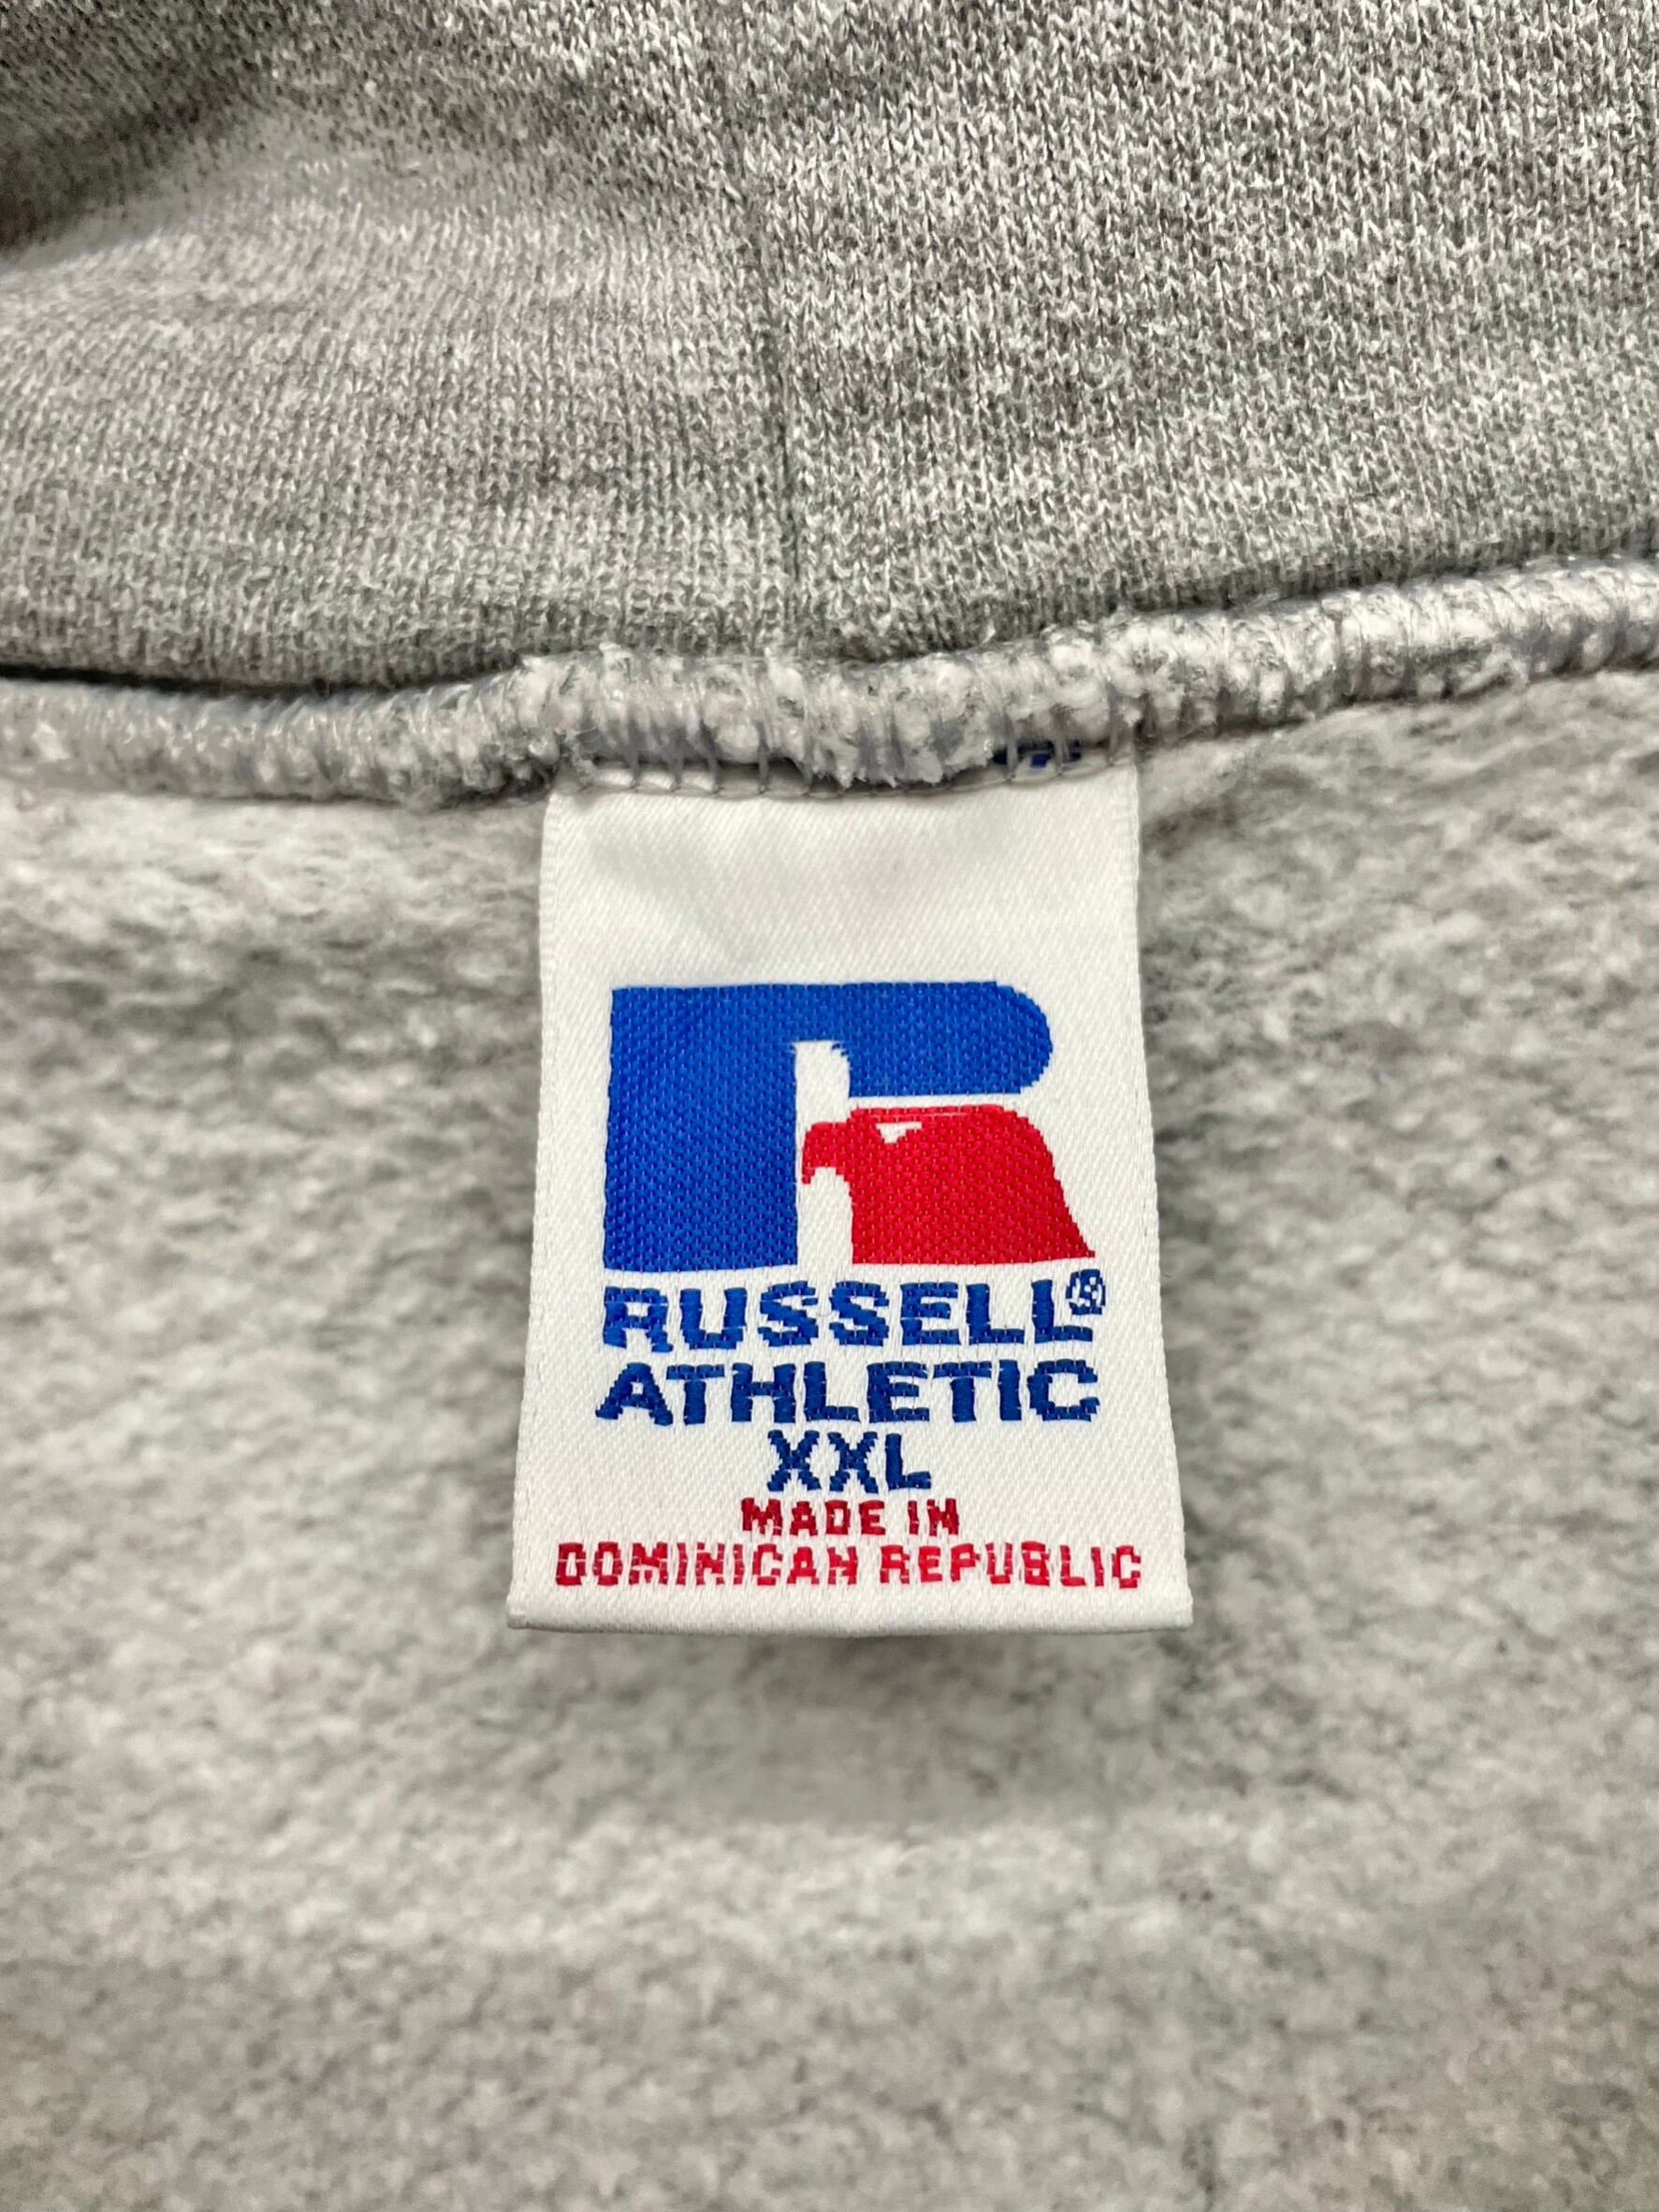 RUSSELL®
ATHLETIC
XXL
MADE IN
DOMINICAN REPUBLIC